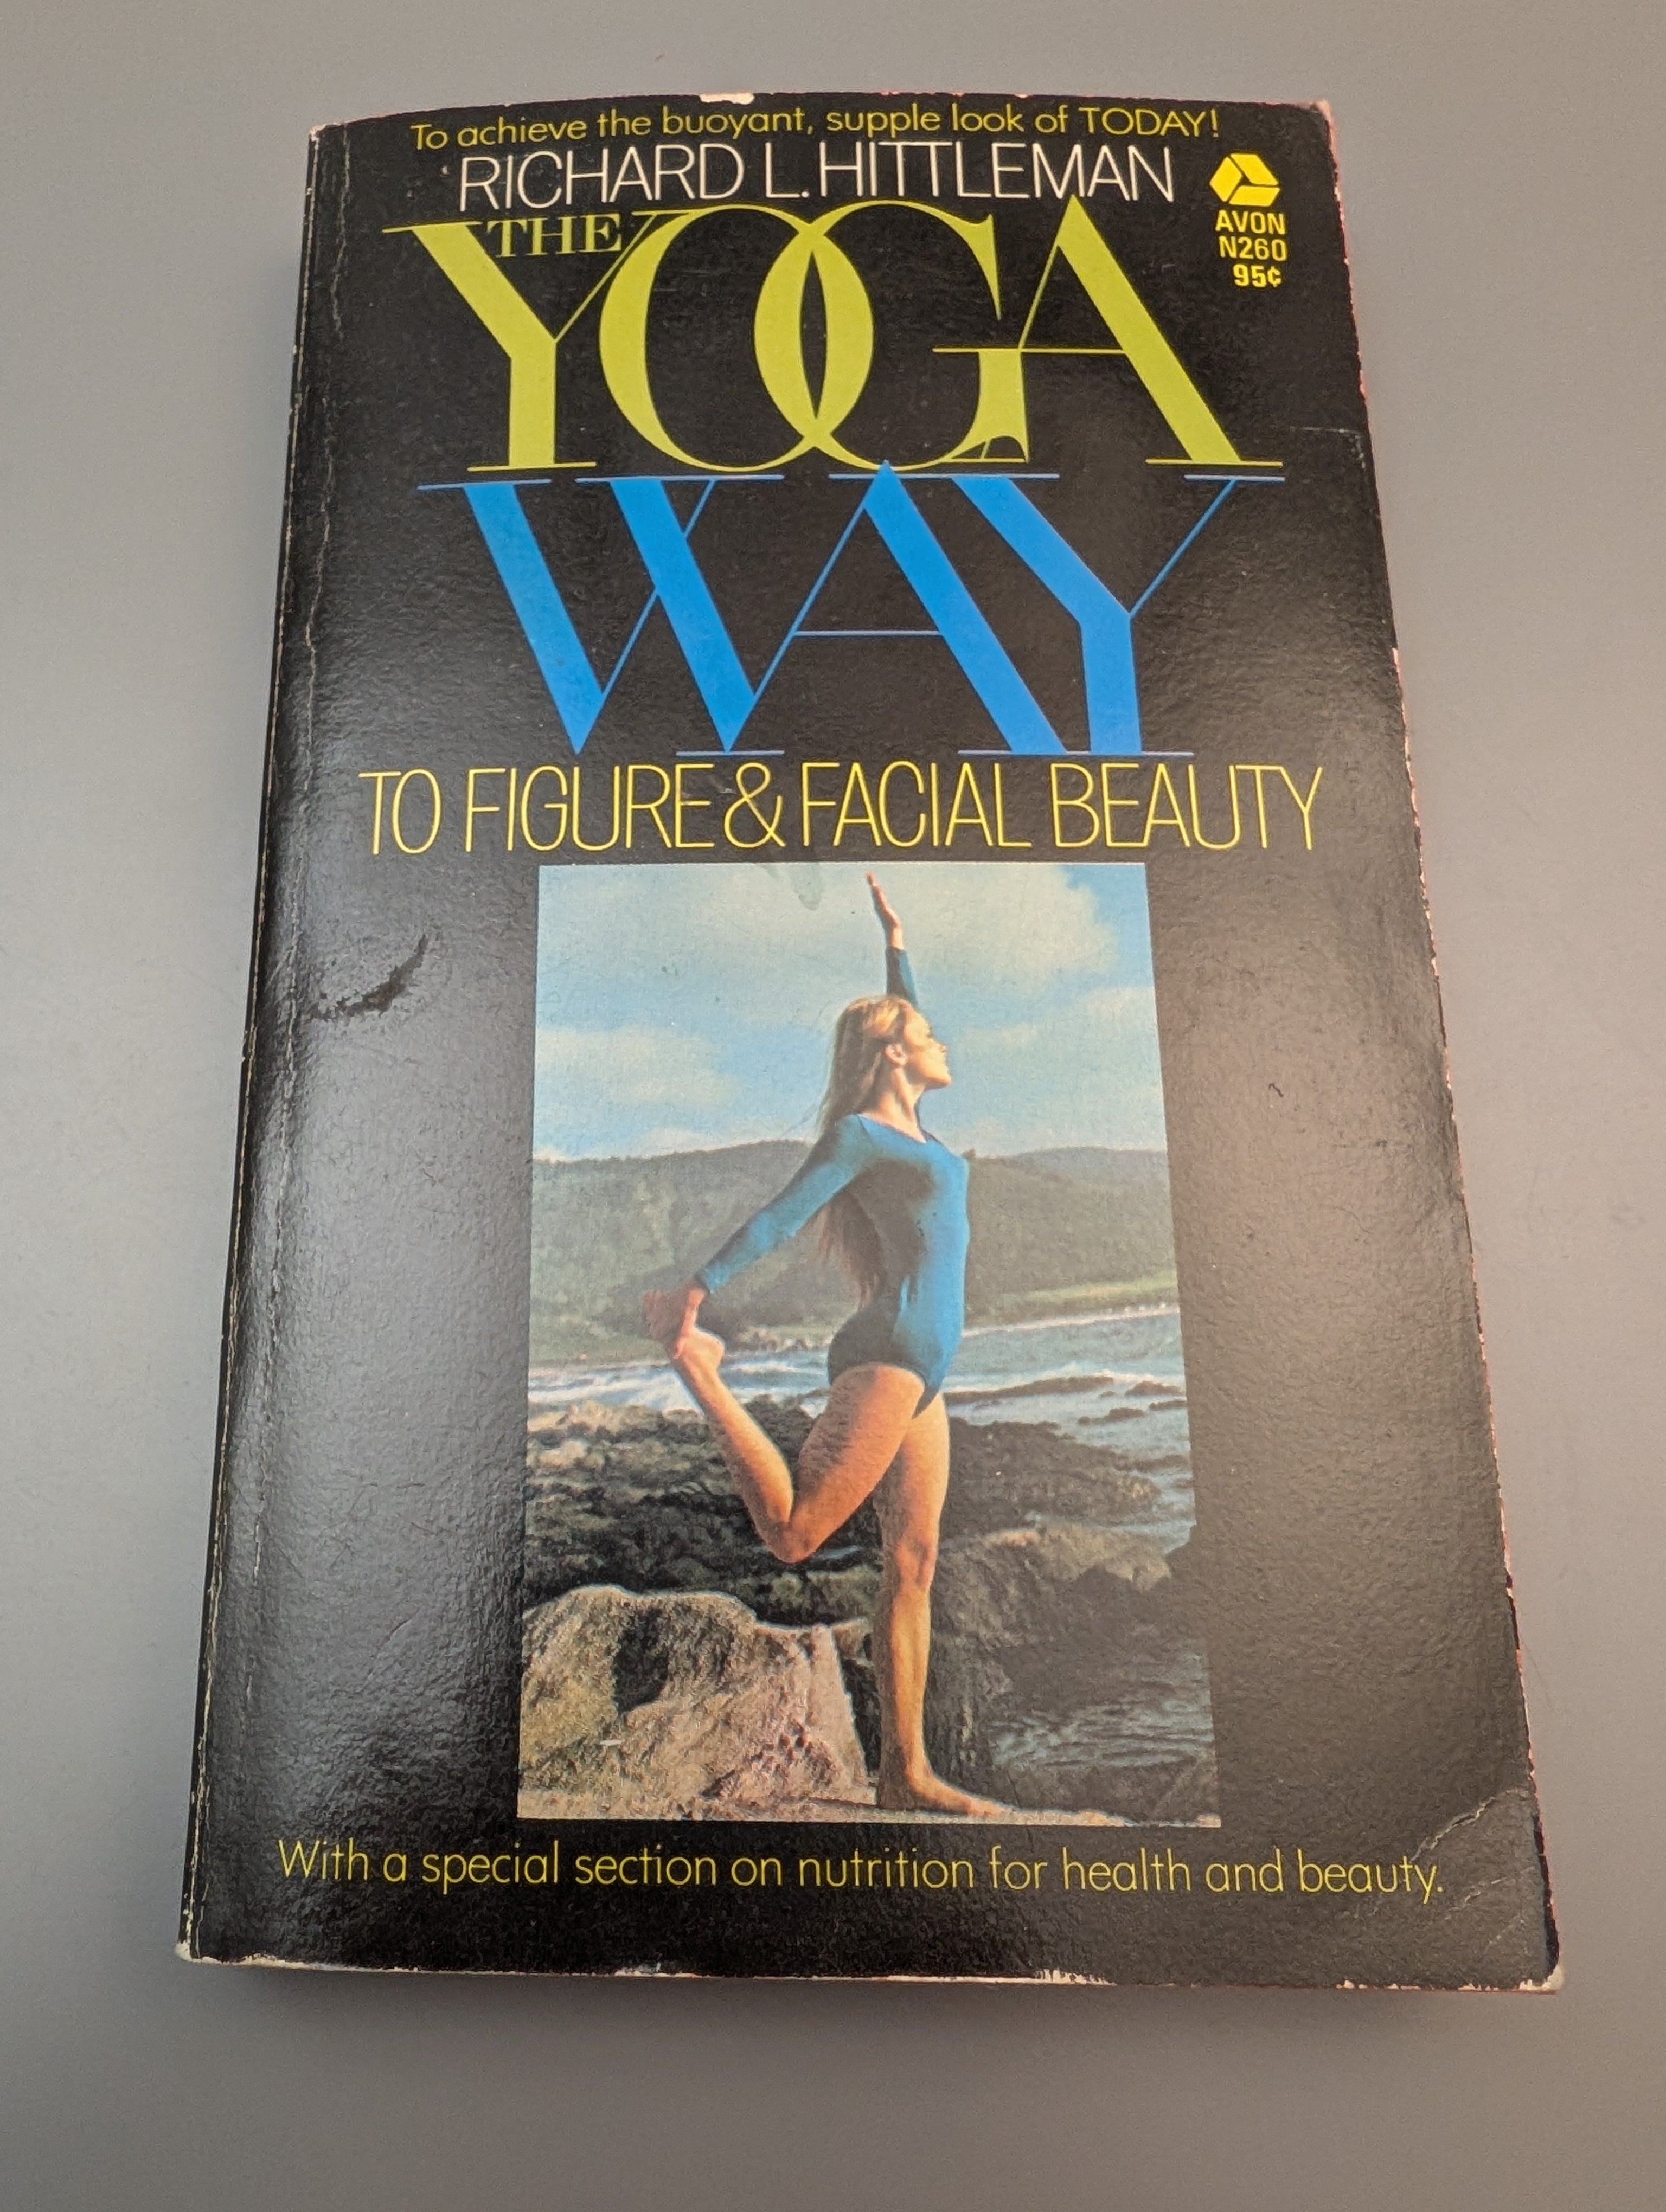 To achieve the buoyant, supple look of TODAY!
RICHARD L. HITTLEMAN
AVON
N260
95¢
THE
YOGA
WAY
TO FIGURE & FACIAL BEAUTY
With a special section on nutrition for health and beauty.